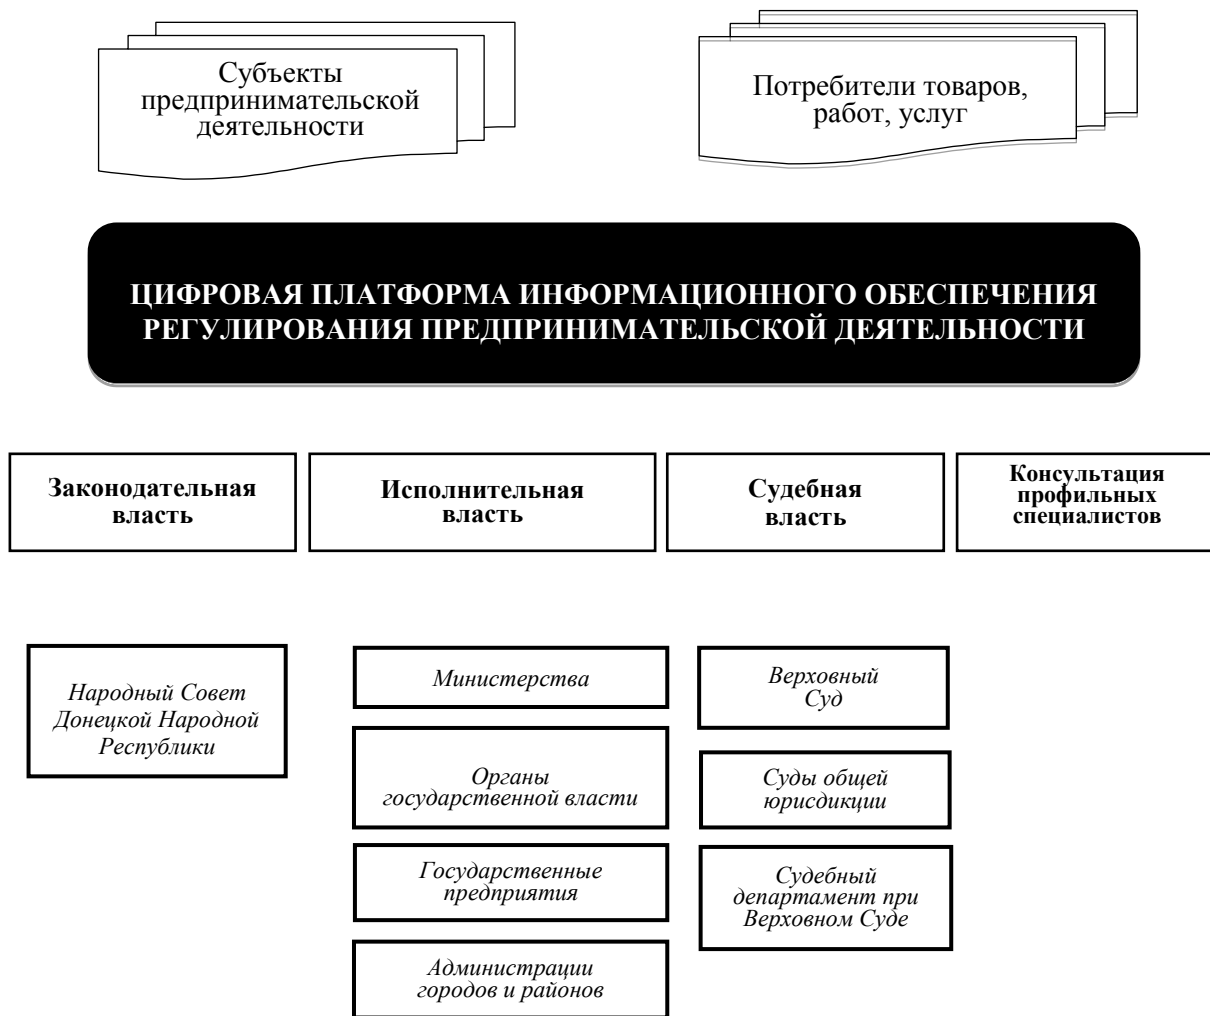 Субъекты
предпринимательской
деятельности
Потребители товаров,
работ, услуг
ЦИФРОВАЯ ПЛАТФОРМА ИНФОРМАЦИОННОГО ОБЕСПЕЧЕНИЯ
РЕГУЛИРОВАНИЯ ПРЕДПРИНИМАТЕЛЬСКОЙ ДЕЯТЕЛЬНОСТИ
Законодательная
власть
Исполнительная
власть
Судебная
власть
Консультация
профильных
специалистов
Народный Совет
Донецкой Народной
Республики
Министерства
Органы
государственной власти
Государственные
предприятия
Администрации
городов и районов
Верховный
Суд
Суды общей
юрисдикции
Судебный
департамент при
Верховном Суде